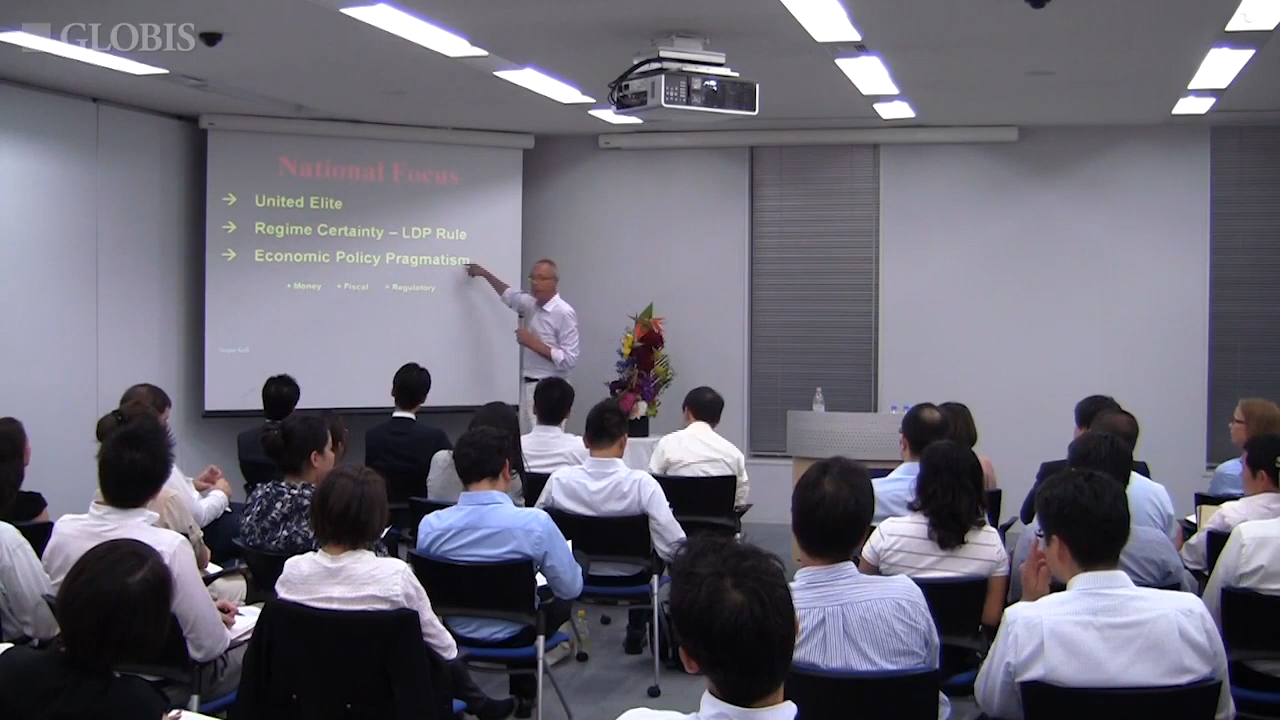 GLOBIS
National Focus
→ United Elite
→ Regime Certainty – LDP Rule
→ Economic Policy Pragmatism
+ Money + Fiscal + Regulatory